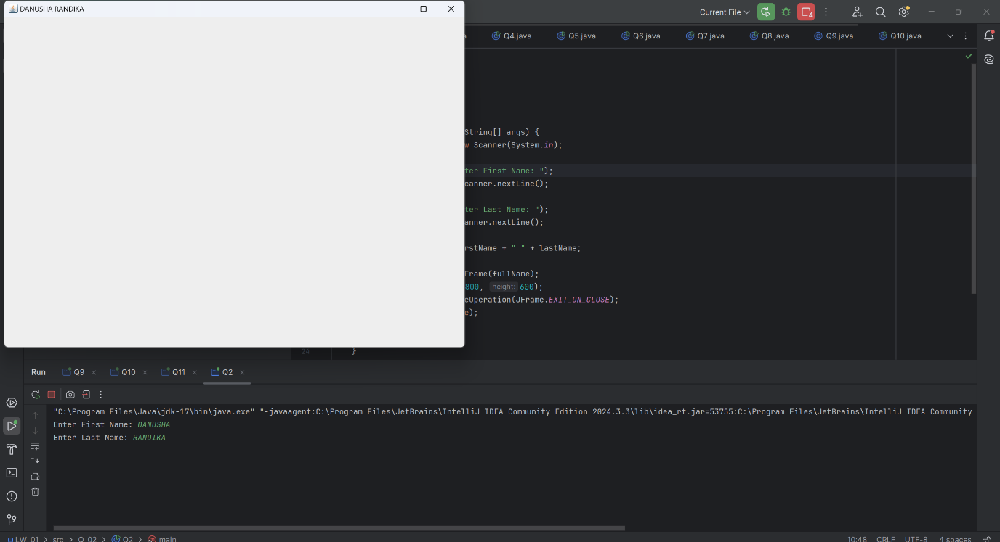 DANUSHA RANDIKA
Current File
4
Q4.java Q5.java Q6.java Q7.java Q8.java Q9.java Q10.java
String[] args) {
w Scanner(System.in);
ter First Name: ");
canner.nextLine();
ter Last Name: ");
anner.nextLine();
rstName + " " + lastName;
Frame(fullName);
800, height: 600);
eOperation(JFrame.EXIT_ON_CLOSE);
e);
24 }
Run Q9 Q10 Q11 Q2
"C:\Program Files\Java\jdk-17\bin\java.exe" "-javaagent:C:\Program Files\JetBrains\IntelliJ IDEA Community Edition 2024.3.3\lib\idea_rt.jar=53755:C:\Program Files\JetBrains\IntelliJ IDEA Community
Enter First Name: DANUSHA
Enter Last Name: RANDIKA
LW_01 > src > Q_02 > Q2 > main 10:48 CRLF UTF-8 4 spaces